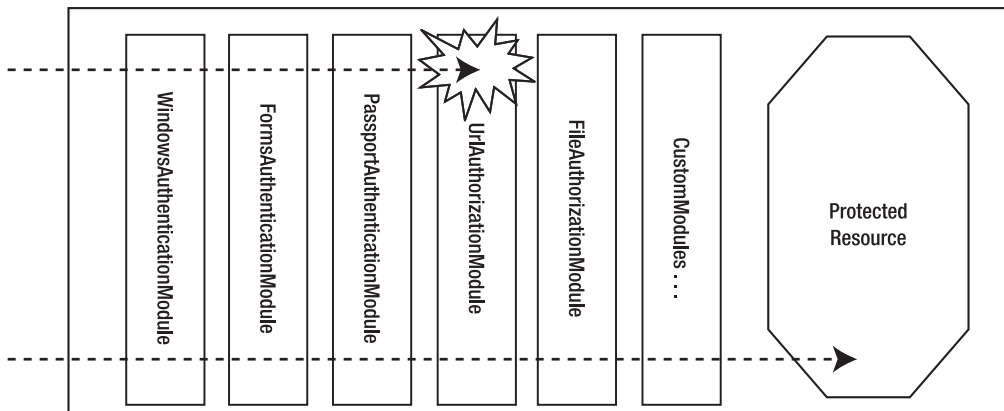 WindowsAuthenticationModule
FormsAuthenticationModule
PassportAuthenticationModule
UrlAuthorizationModule
FileAuthorizationModule
CustomModules . . .
Protected
Resource